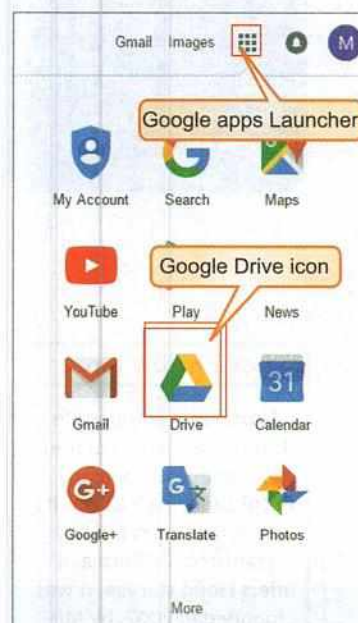 Gmail Images M
Google apps Launcher
My Account Search Maps
Google Drive icon
YouTube Play News
31
Gmail Drive Calendar
G+ G
Google+ Translate Photos
More